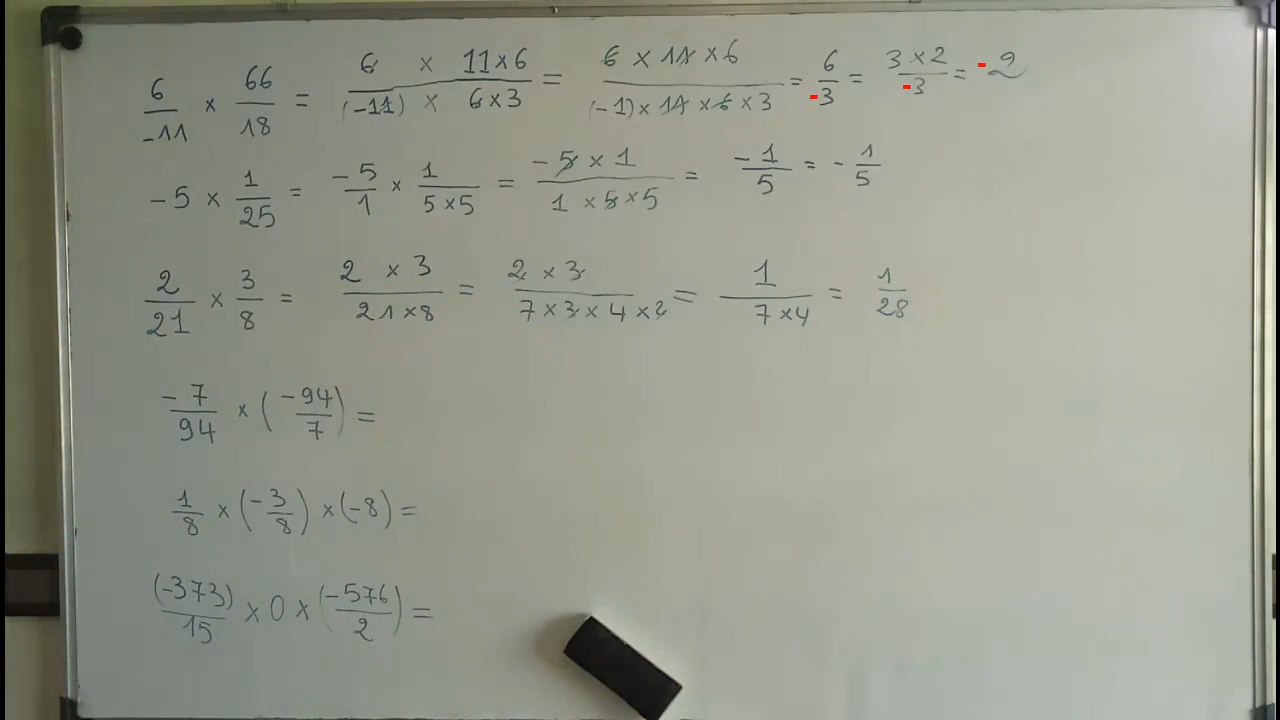 6/-11 × 66/18 = 6 × 11×6 / (-11) × 6×3 = 6 × 11 × 6 / (-1) × 11 × 6 × 3 = 6/-3 = 3×2/-3 = -2
-5 × 1/25 = -5/1 × 1/5×5 = -5 × 1 / 1 × 5 × 5 = -1/5 = -1/5
2/21 × 3/8 = 2 × 3 / 21 × 8 = 2 × 3 / 7 × 3 × 4 × 2 = 1 / 7×4 = 1/28
-7/94 × (-94/7) =
1/8 × (-3/8) × (-8) =
(-373)/15 × 0 × (-576/2) =